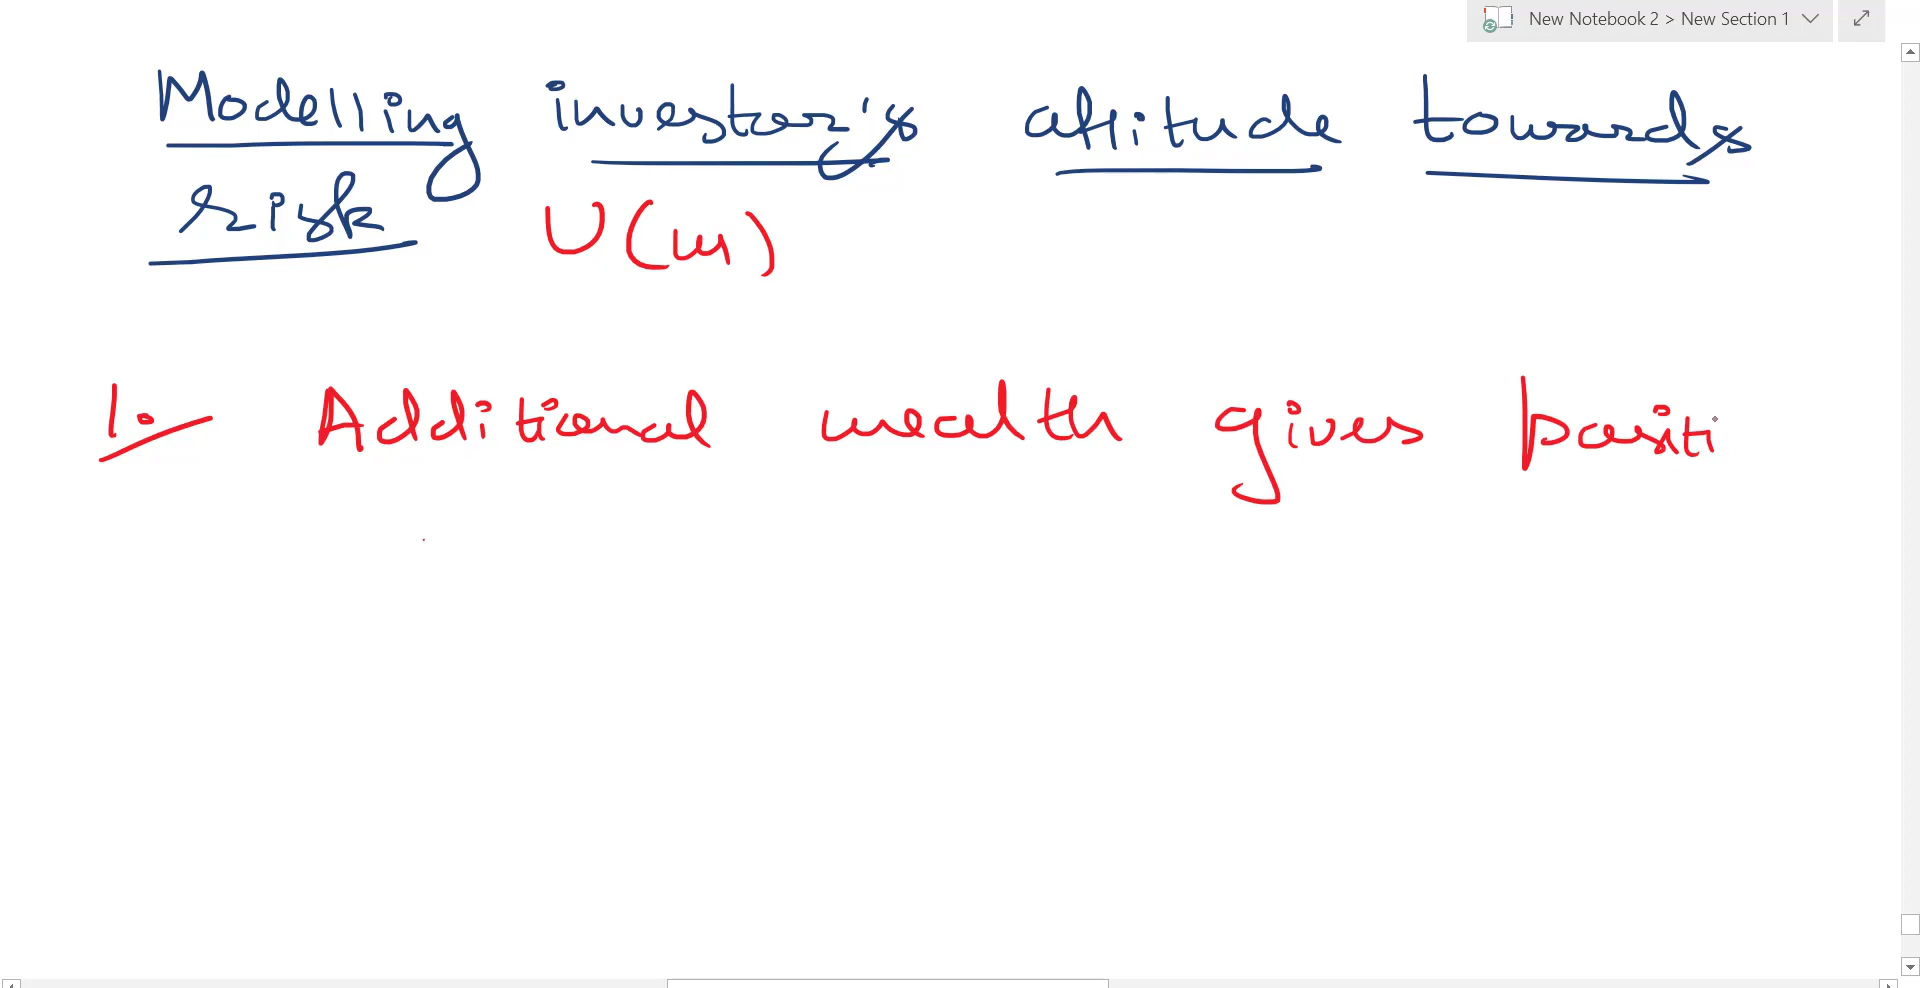 New Notebook 2 > New Section 1
Modelling investor's attitude towards
risk U(w)
1. Additional wealth gives positi